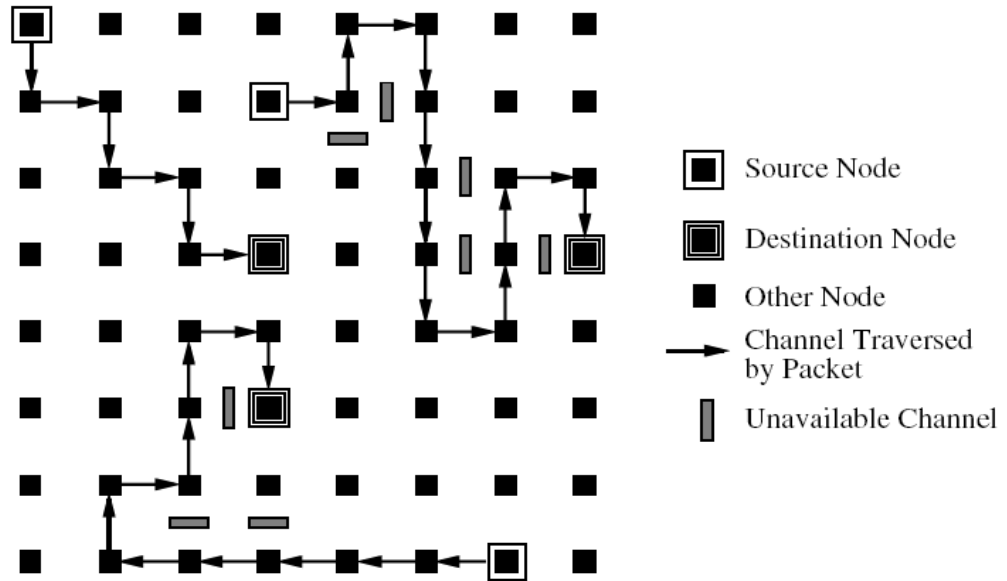 Source Node
Destination Node
Other Node
Channel Traversed
by Packet
Unavailable Channel